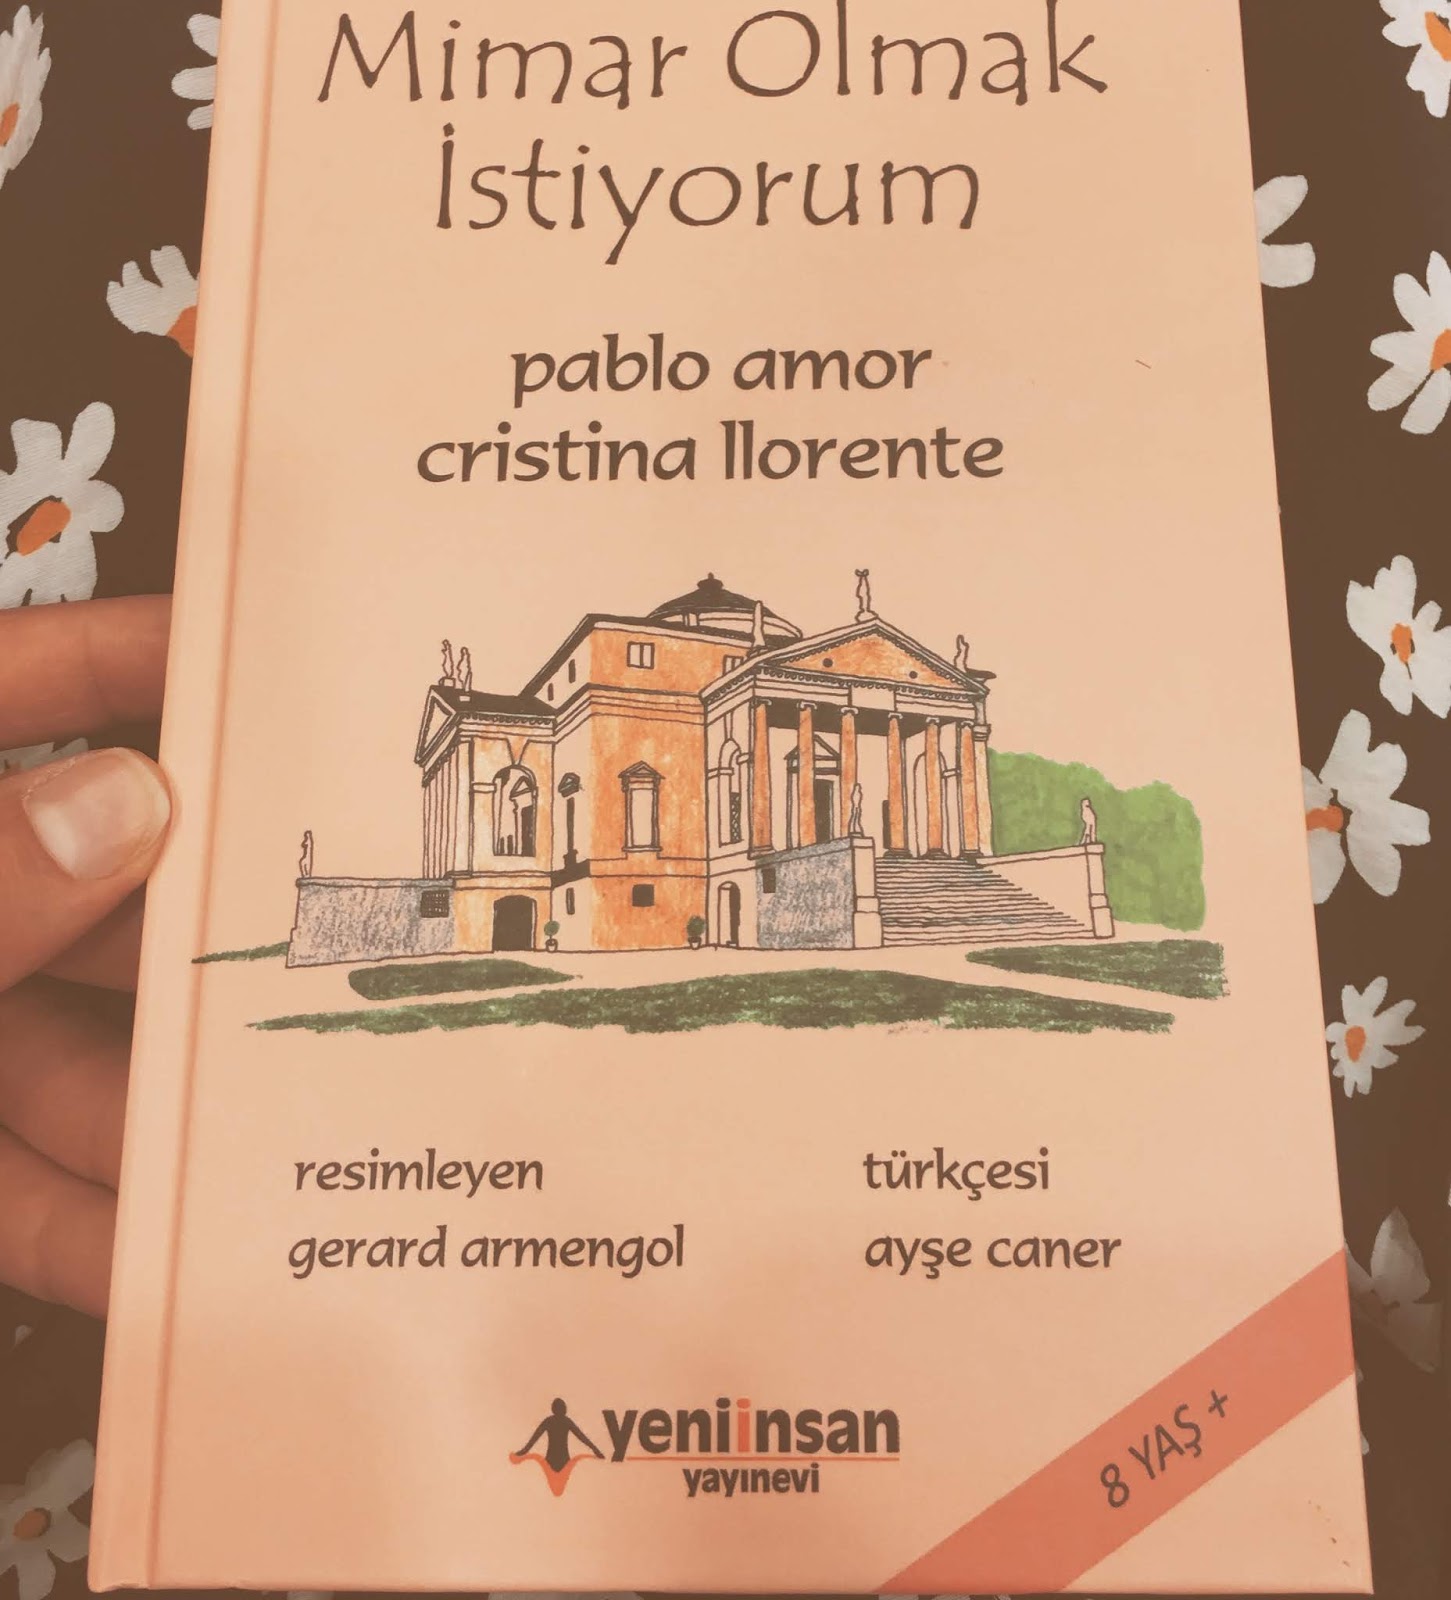 Mimar Olmak
İstiyorum
pablo amor
cristina llorente
resimleyen
gerard armengol
türkçesi
ayşe caner
yeniinsan
yayınevi
8 YAŞ +